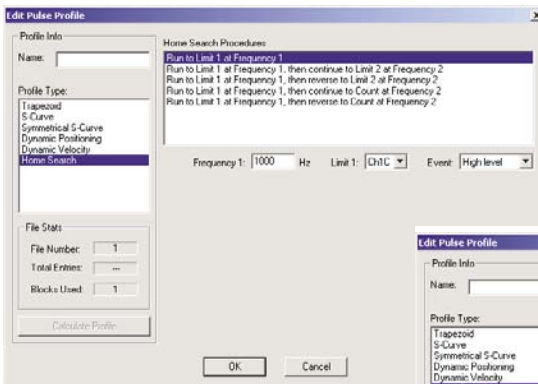 Edit Pulse Profile
Profile Info
Name:
Profile Type:
Trapezoid
S-Curve
Symmetrical S-Curve
Dynamic Positioning
Dynamic Velocity
Home Search
File Stats
File Number: 1
Total Entries: ---
Blocks Used: 1
Calculate Profile
Home Search Procedures
Run to Limit 1 at Frequency 1
Run to Limit 1 at Frequency 1, then continue to Limit 2 at Frequency 2
Run to Limit 1 at Frequency 1, then reverse to Limit 2 at Frequency 2
Run to Limit 1 at Frequency 1, then continue to Count at Frequency 2
Run to Limit 1 at Frequency 1, then reverse to Count at Frequency 2
Frequency 1: 1000 Hz Limit 1: Ch1C Event: High level
OK Cancel
Edit Pulse Profile
Profile Info
Name:
Profile Type:
Trapezoid
S-Curve
Symmetrical S-Curve
Dynamic Positioning
Dynamic Velocity